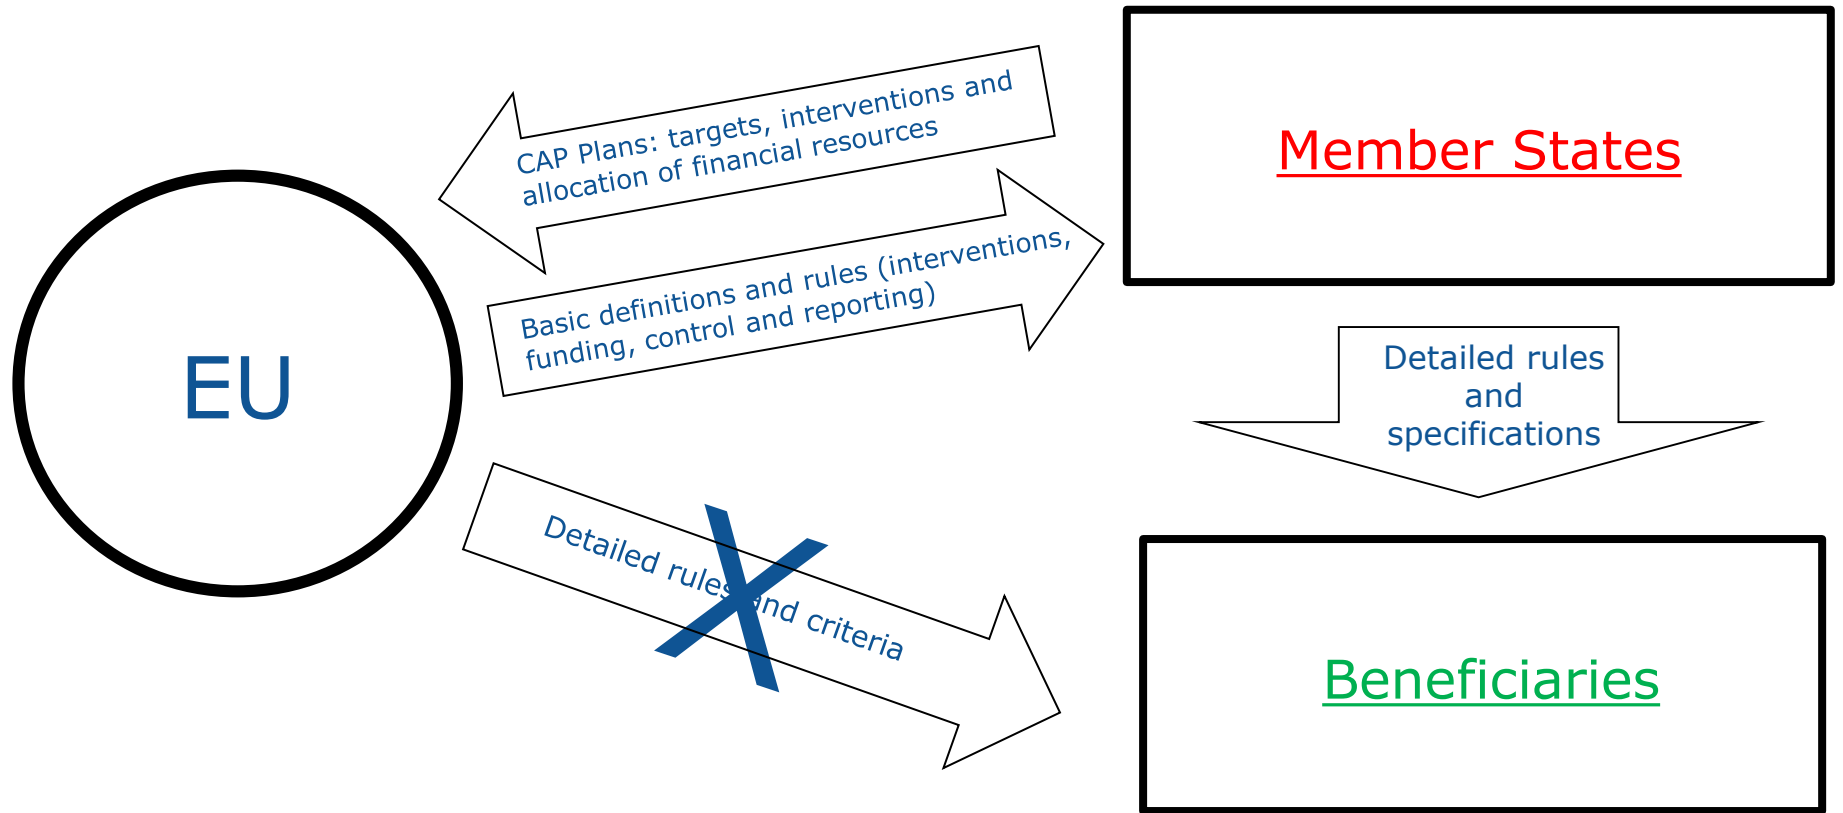 CAP Plans: targets, interventions and
allocation of financial resources
Member States
Basic definitions and rules (interventions,
funding, control and reporting)
EU
Detailed rules
and
specifications
Detailed rules and criteria
Beneficiaries